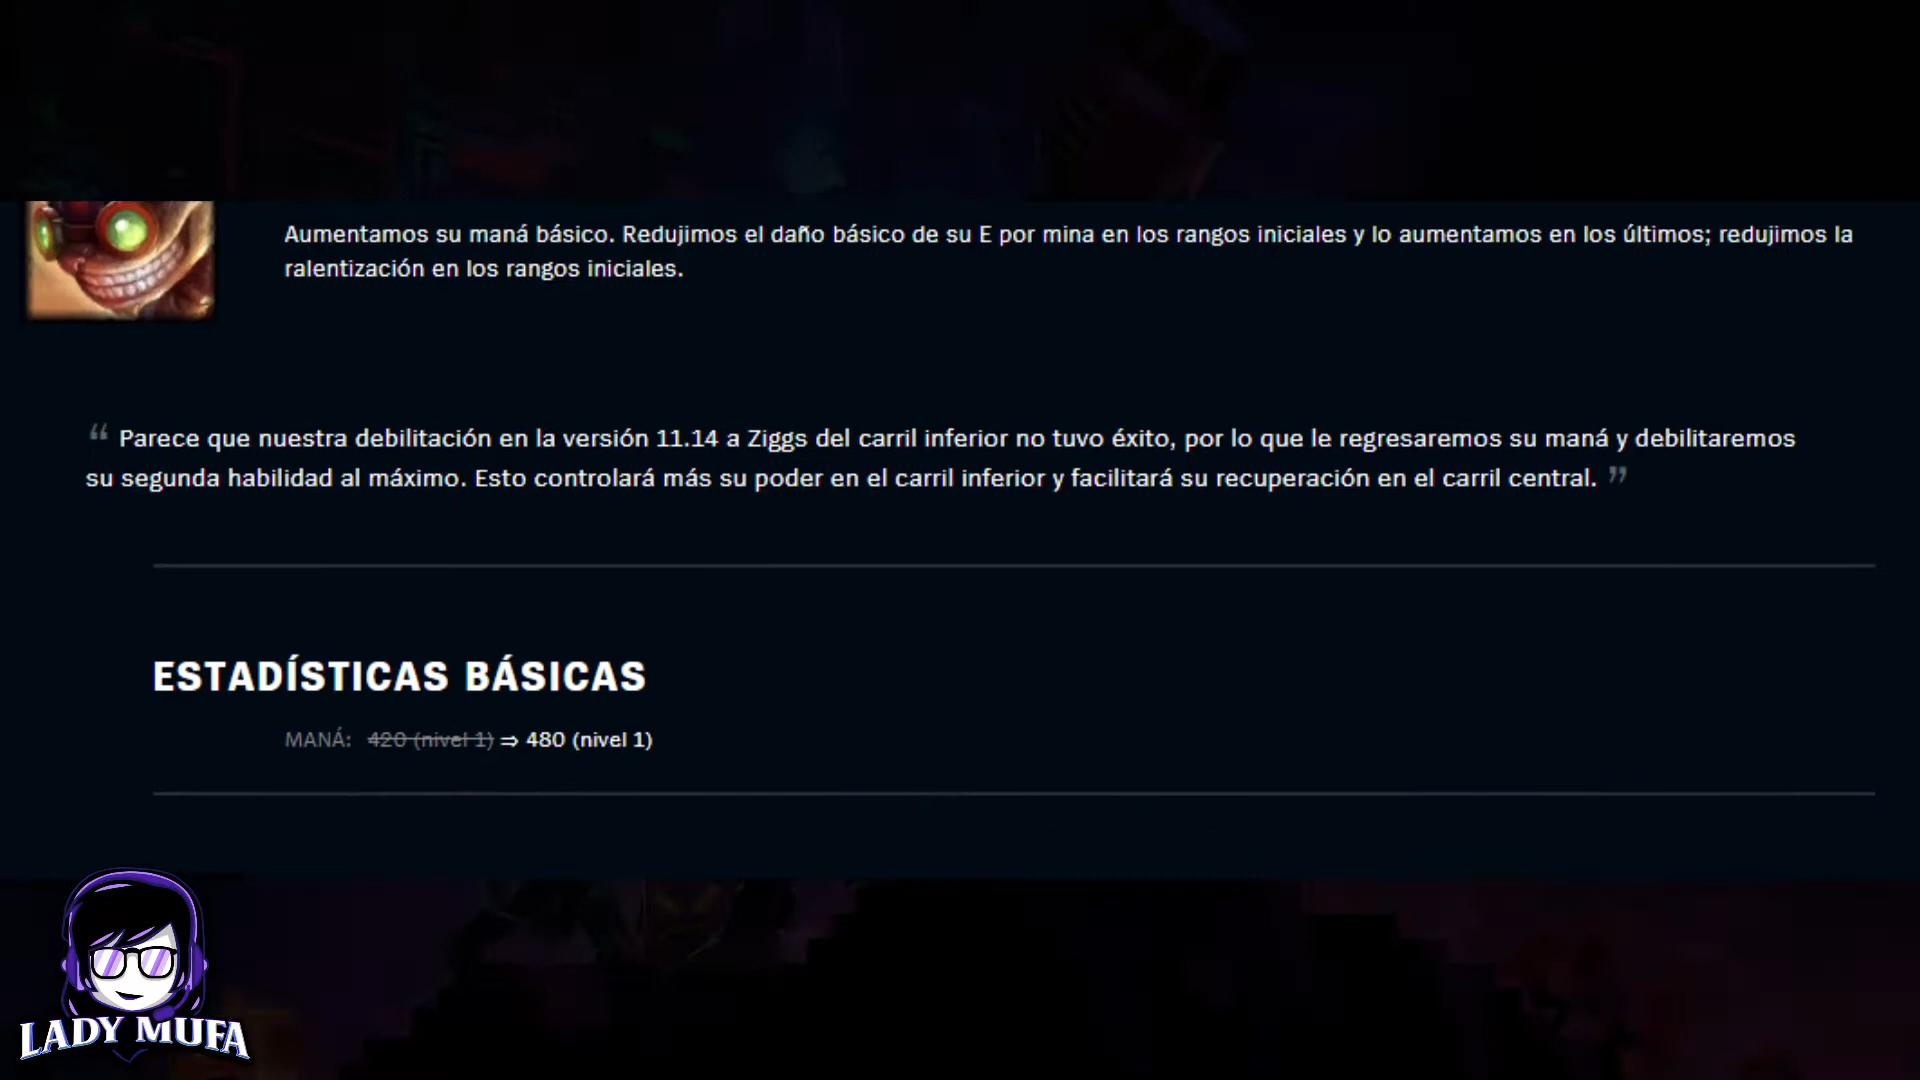 Aumentamos su maná básico. Redujimos el daño básico de su E por mina en los rangos iniciales y lo aumentamos en los últimos; redujimos la
ralentización en los rangos iniciales.
“ Parece que nuestra debilitación en la versión 11.14 a Ziggs del carril inferior no tuvo éxito, por lo que le regresaremos su maná y debilitaremos
su segunda habilidad al máximo. Esto controlará más su poder en el carril inferior y facilitará su recuperación en el carril central. ”
ESTADÍSTICAS BÁSICAS
MANÁ: 420 (nivel 1) ⇒ 480 (nivel 1)
LADY MUFA